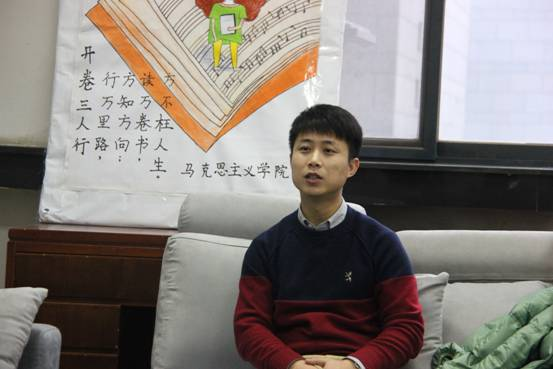 开卷三人行
行万里路，
方知方向；
读万卷书，
方不枉人生。
马克思主义学院